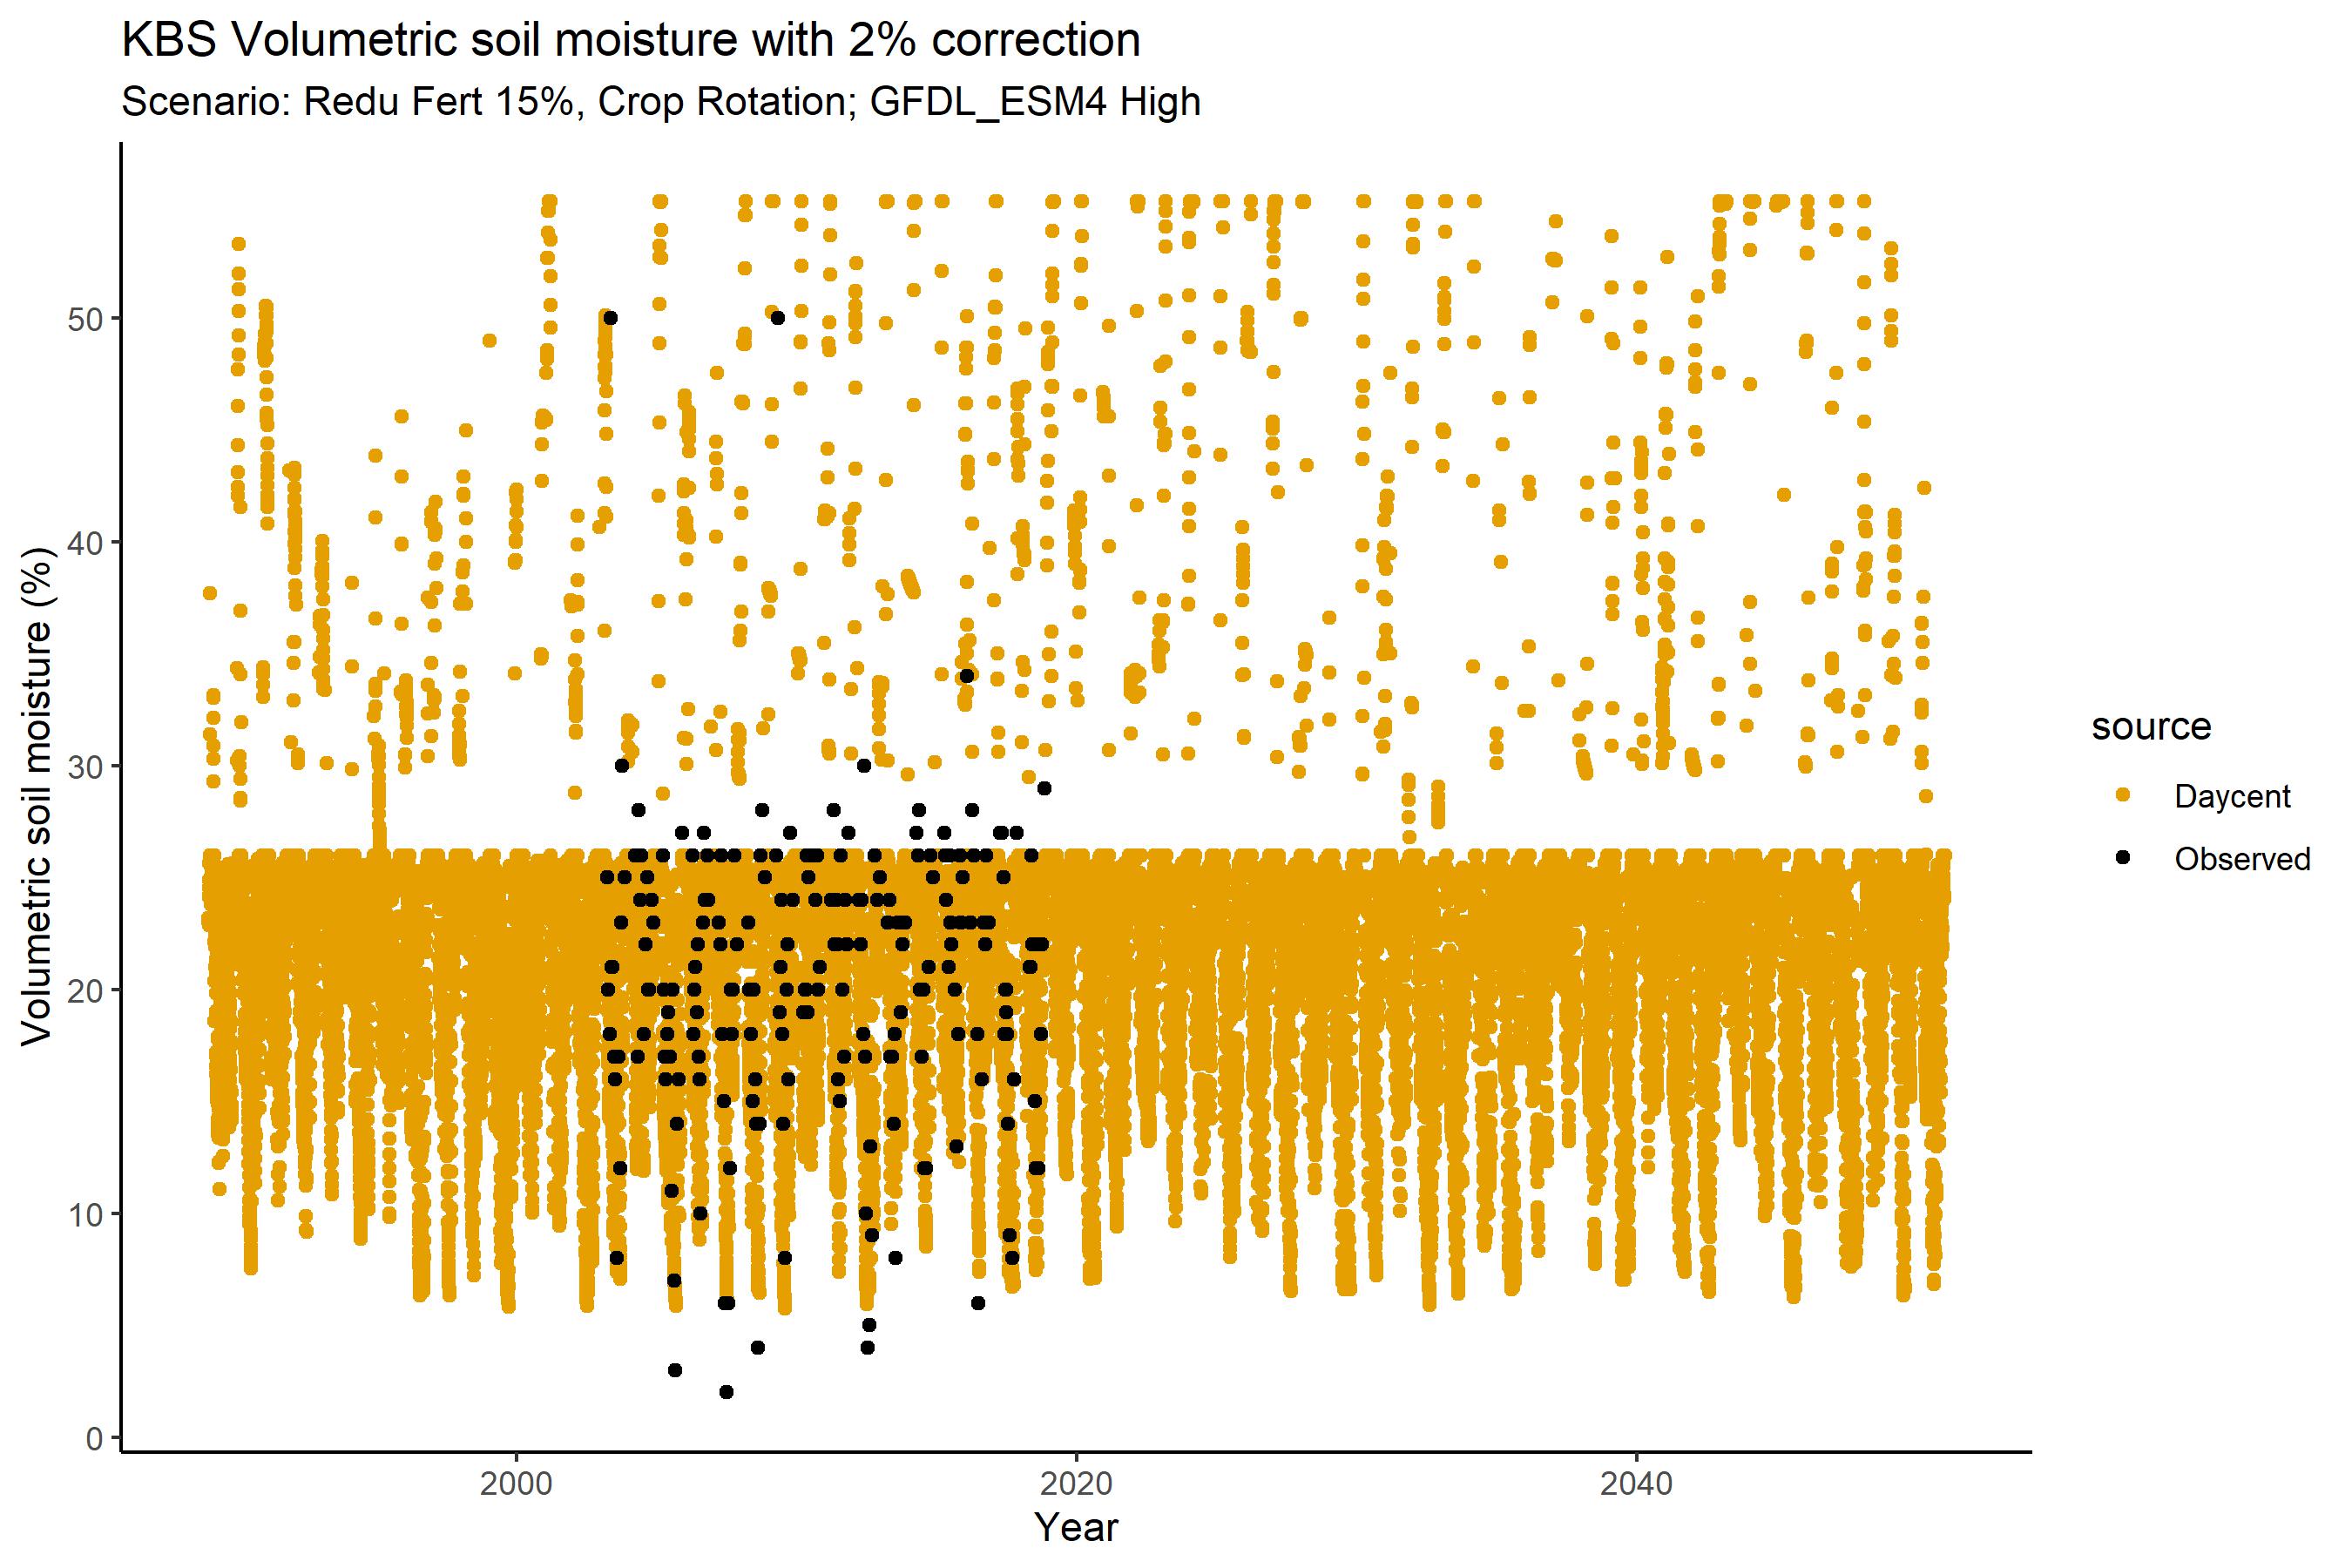 KBS Volumetric soil moisture with 2% correction
Scenario: Redu Fert 15%, Crop Rotation; GFDL_ESM4 High
Volumetric soil moisture (%)
50
40
30
20
10
0
2000
2020
2040
Year
source
Daycent
Observed